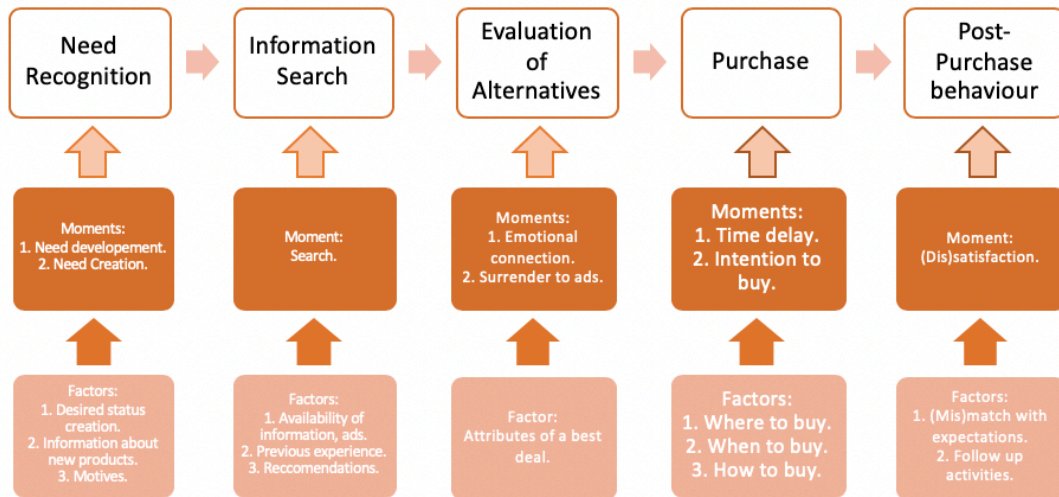 Need
Recognition
Information
Search
Evaluation
of
Alternatives
Purchase
Post-
Purchase
behaviour
Moments:
1. Need developement.
2. Need Creation.
Moment:
Search.
Moments:
1. Emotional
connection.
2. Surrender to ads.
Moments:
1. Time delay.
2. Intention to
buy.
Moment:
(Dis)satisfaction.
Factors:
1. Desired status
creation.
2. Information about
new products.
3. Motives.
Factors:
1. Availability of
information, ads.
2. Previous experience.
3. Reccomendations.
Factor:
Attributes of a best
deal.
Factors:
1. Where to buy.
2. When to buy.
3. How to buy.
Factors:
1. (Mis)match with
expectations.
2. Follow up
activities.